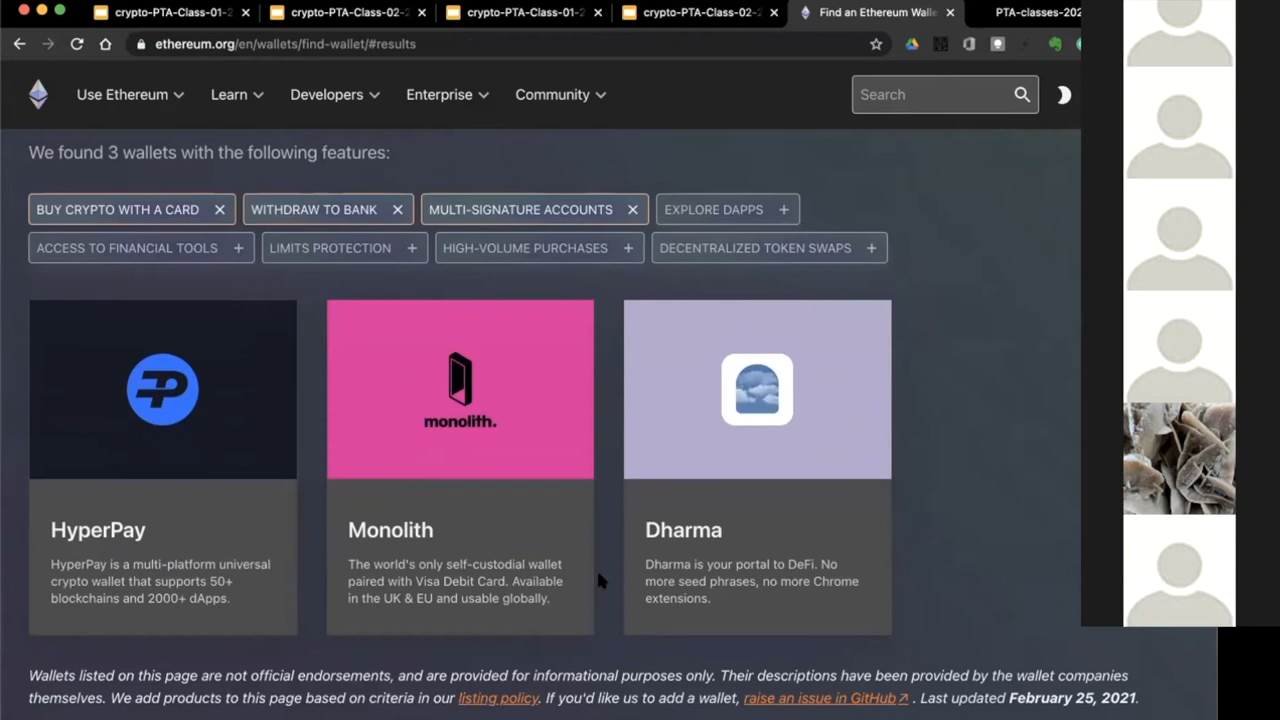 crypto-PTA-Class-01-2
crypto-PTA-Class-02-2
crypto-PTA-Class-01-2
crypto-PTA-Class-02-2
Find an Ethereum Walle
PTA-classes-202
ethereum.org/en/wallets/find-wallet/#results
Use Ethereum
Learn
Developers
Enterprise
Community
Search
We found 3 wallets with the following features:
BUY CRYPTO WITH A CARD
WITHDRAW TO BANK
MULTI-SIGNATURE ACCOUNTS
EXPLORE DAPPS
ACCESS TO FINANCIAL TOOLS
LIMITS PROTECTION
HIGH-VOLUME PURCHASES
DECENTRALIZED TOKEN SWAPS
monolith.
HyperPay
HyperPay is a multi-platform universal
crypto wallet that supports 50+
blockchains and 2000+ dApps.
Monolith
The world's only self-custodial wallet
paired with Visa Debit Card. Available
in the UK & EU and usable globally.
Dharma
Dharma is your portal to DeFi. No
more seed phrases, no more Chrome
extensions.
Wallets listed on this page are not official endorsements, and are provided for informational purposes only. Their descriptions have been provided by the wallet companies
themselves. We add products to this page based on criteria in our listing policy. If you'd like us to add a wallet, raise an issue in GitHub↗ . Last updated February 25, 2021.